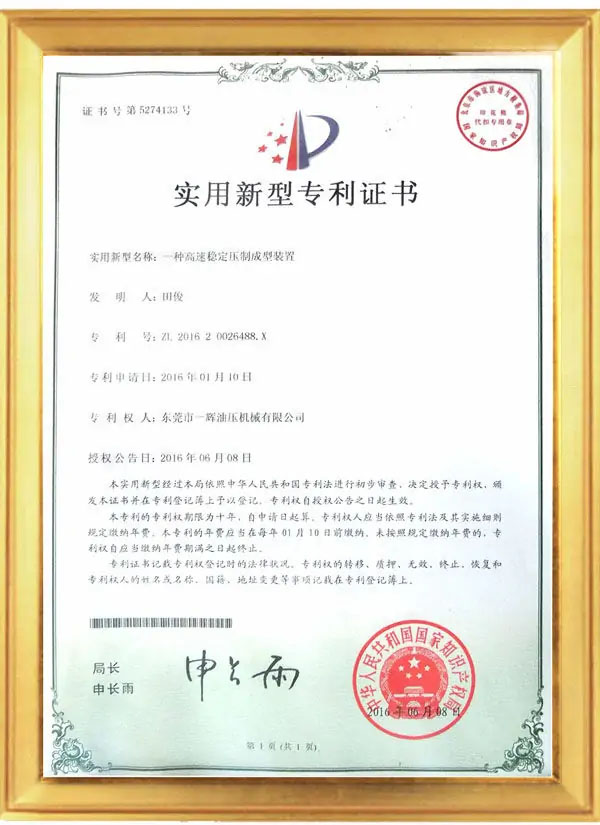 证书号第5274133号
实用新型专利证书
实用新型名称：一种高速稳定压制成型装置
发明人：田俊
专利号：ZL 2016 2 0026488.X
专利申请日：2016年01月10日
专利权人：东莞市一辉油压机械有限公司
授权公告日：2016年06月08日
本实用新型经过本局依照中华人民共和国专利法进行初步审查，决定授予专利权，颁
发本证书并在专利登记簿上予以登记。专利权自授权公告之日起生效。
本专利的专利权期限为十年，自申请日起算。专利权人应当依照专利法及其实施细则
规定缴纳年费。本专利的年费应当在每年01月10日前缴纳。未按照规定缴纳年费的，专
利权自应当缴纳年费期满之日起终止。
专利证书记载专利权登记时的法律状况。专利权的转移、质押、无效、终止、恢复和
专利权人的姓名或名称、国籍、地址变更等事项记载在专利登记簿上。
局长
申长雨
申长雨
中华人民共和国国家知识产权局
2016年06月08日
第1页(共1页)
印花税
代扣专用章
国家知识产权局